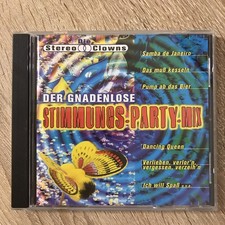 Die
Stereo Clowns
Samba de Janeiro
Das muß kesseln
Pump ab das Bier
DER GNADENLOSE
STIMMUNGS-PARTY-MIX
Dancing Queen
Verlieben, verlor'n,
vergessen, verzeih'n
Ich will Spaß ...